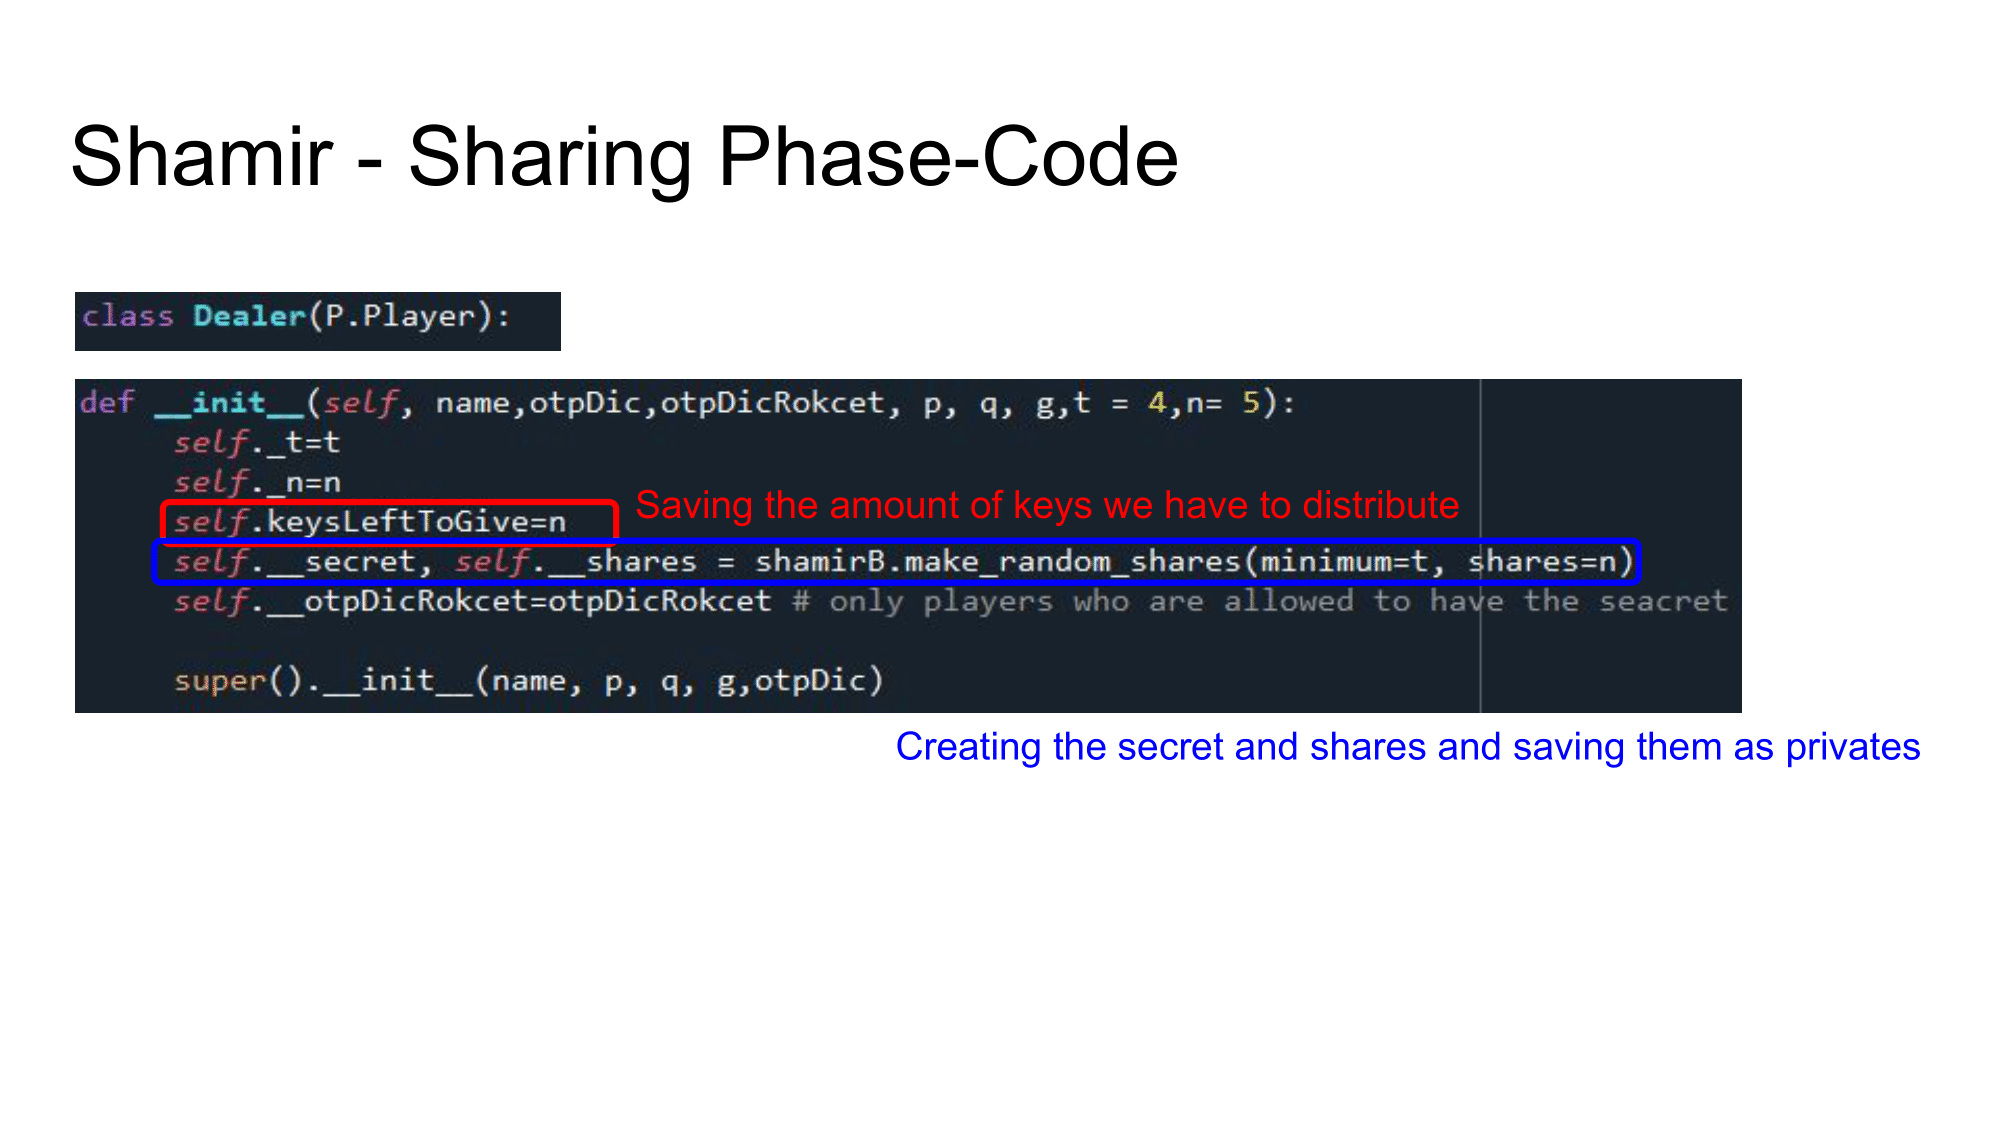 Shamir - Sharing Phase-Code
class Dealer(P.Player):
def __init__(self, name,otpDic,otpDicRokcet, p, q, g,t = 4,n= 5):
self._t=t
self._n=n
Saving the amount of keys we have to distribute
self.keysLeftToGive=n
self.__secret, self.__shares = shamirB.make_random_shares(minimum=t, shares=n)
self.__otpDicRokcet=otpDicRokcet # only players who are allowed to have the seacret
super().__init__(name, p, q, g,otpDic)
Creating the secret and shares and saving them as privates